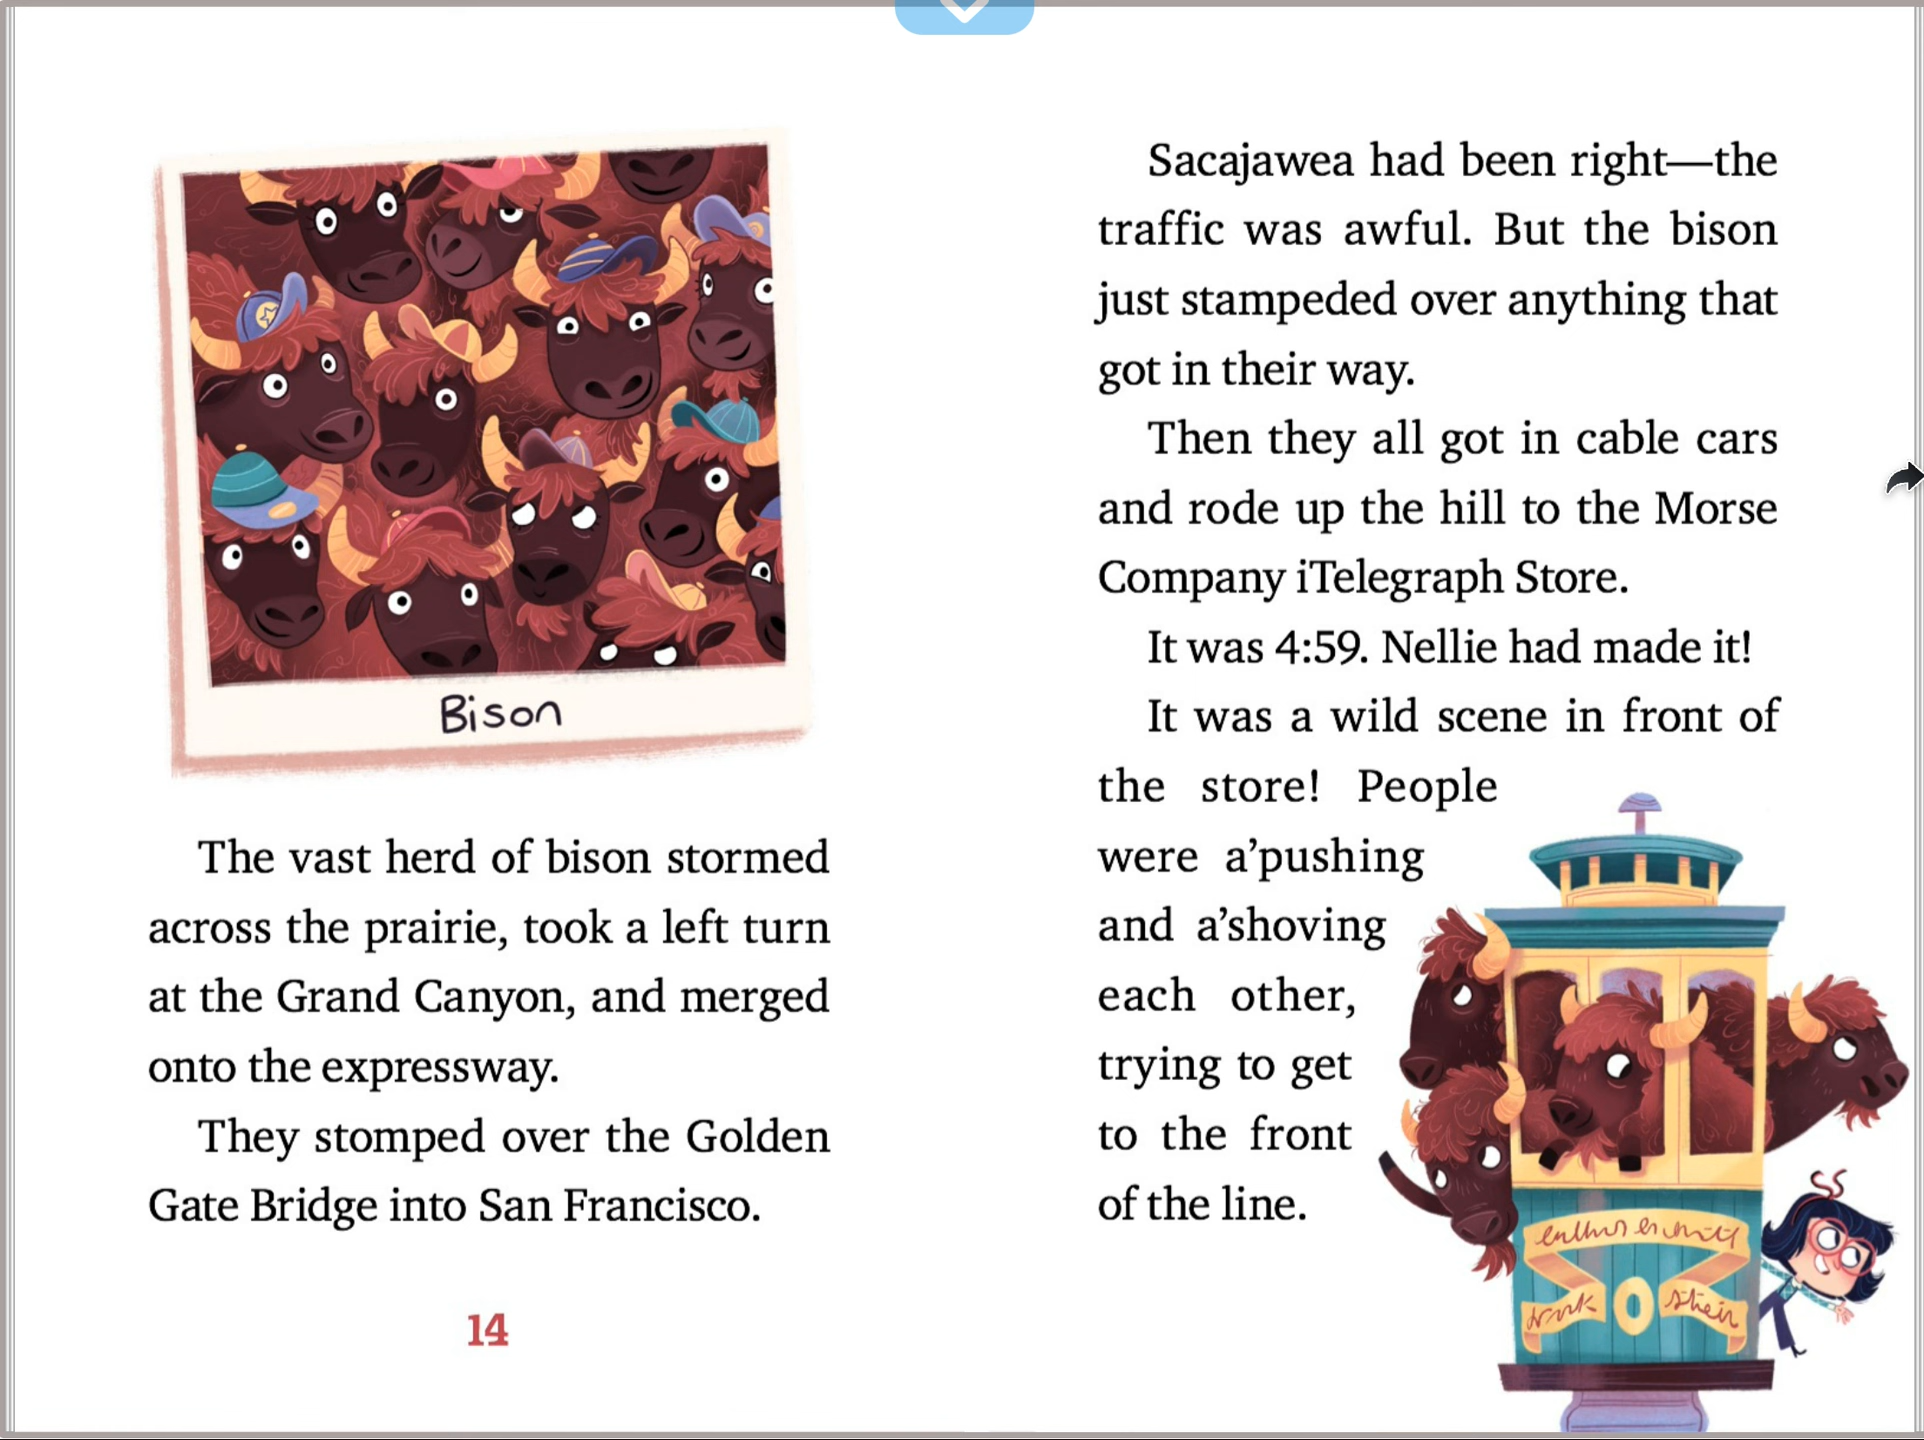 Bison
The vast herd of bison stormed
across the prairie, took a left turn
at the Grand Canyon, and merged
onto the expressway.
They stomped over the Golden
Gate Bridge into San Francisco.
14
Sacajawea had been right—the
traffic was awful. But the bison
just stampeded over anything that
got in their way.
Then they all got in cable cars
and rode up the hill to the Morse
Company iTelegraph Store.
It was 4:59. Nellie had made it!
It was a wild scene in front of
the store! People
were a’pushing
and a’shoving
each other,
trying to get
to the front
of the line.